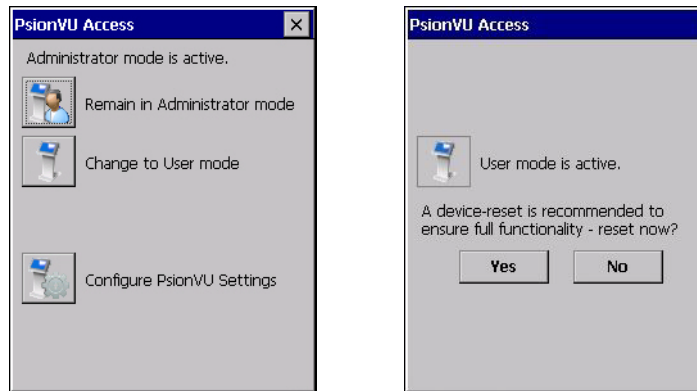 PsionVU Access
Administrator mode is active.
Remain in Administrator mode
Change to User mode
Configure PsionVU Settings
PsionVU Access
User mode is active.
A device-reset is recommended to
ensure full functionality - reset now?
Yes No